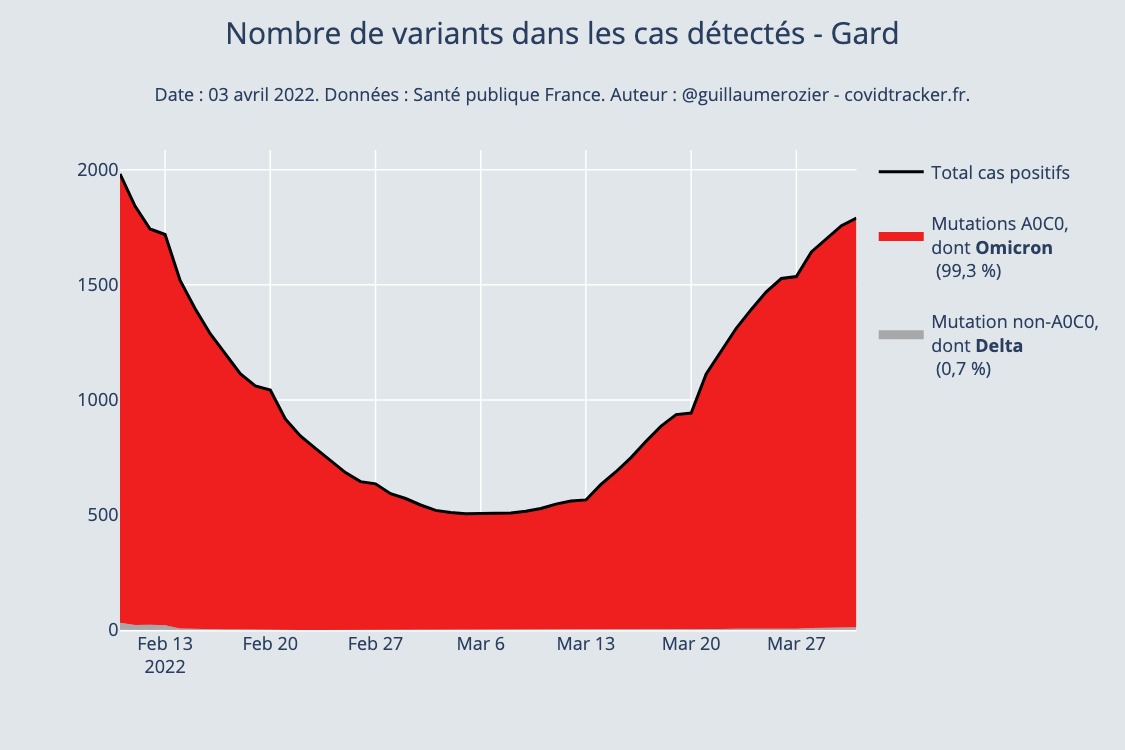 Nombre de variants dans les cas détectés - Gard
Date : 03 avril 2022. Données : Santé publique France. Auteur : @guillaumerozier - covidtracker.fr.
2000
1500
1000
500
0
Feb 13
2022
Feb 20
Feb 27
Mar 6
Mar 13
Mar 20
Mar 27
Total cas positifs
Mutations A0C0,
dont Omicron
(99,3 %)
Mutation non-A0C0,
dont Delta
(0,7 %)